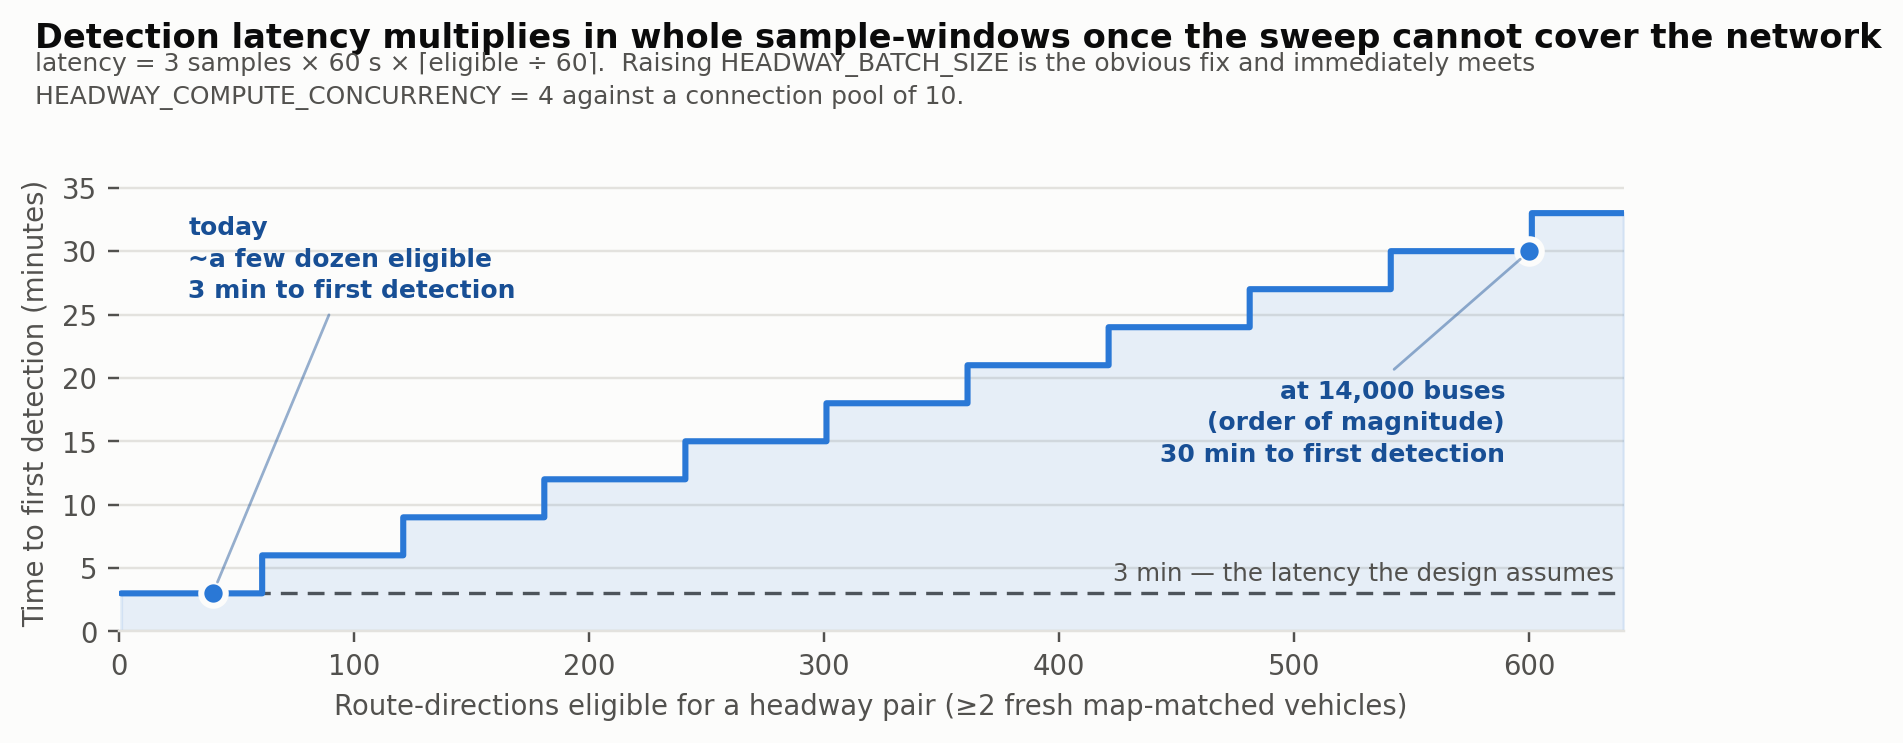 Detection latency multiplies in whole sample-windows once the sweep cannot cover the network
latency = 3 samples × 60 s × ⌈eligible ÷ 60⌉.  Raising HEADWAY_BATCH_SIZE is the obvious fix and immediately meets
HEADWAY_COMPUTE_CONCURRENCY = 4 against a connection pool of 10.
Time to first detection (minutes)
35
30
25
20
15
10
5
0
today
~a few dozen eligible
3 min to first detection
at 14,000 buses
(order of magnitude)
30 min to first detection
3 min — the latency the design assumes
0 100 200 300 400 500 600
Route-directions eligible for a headway pair (≥2 fresh map-matched vehicles)